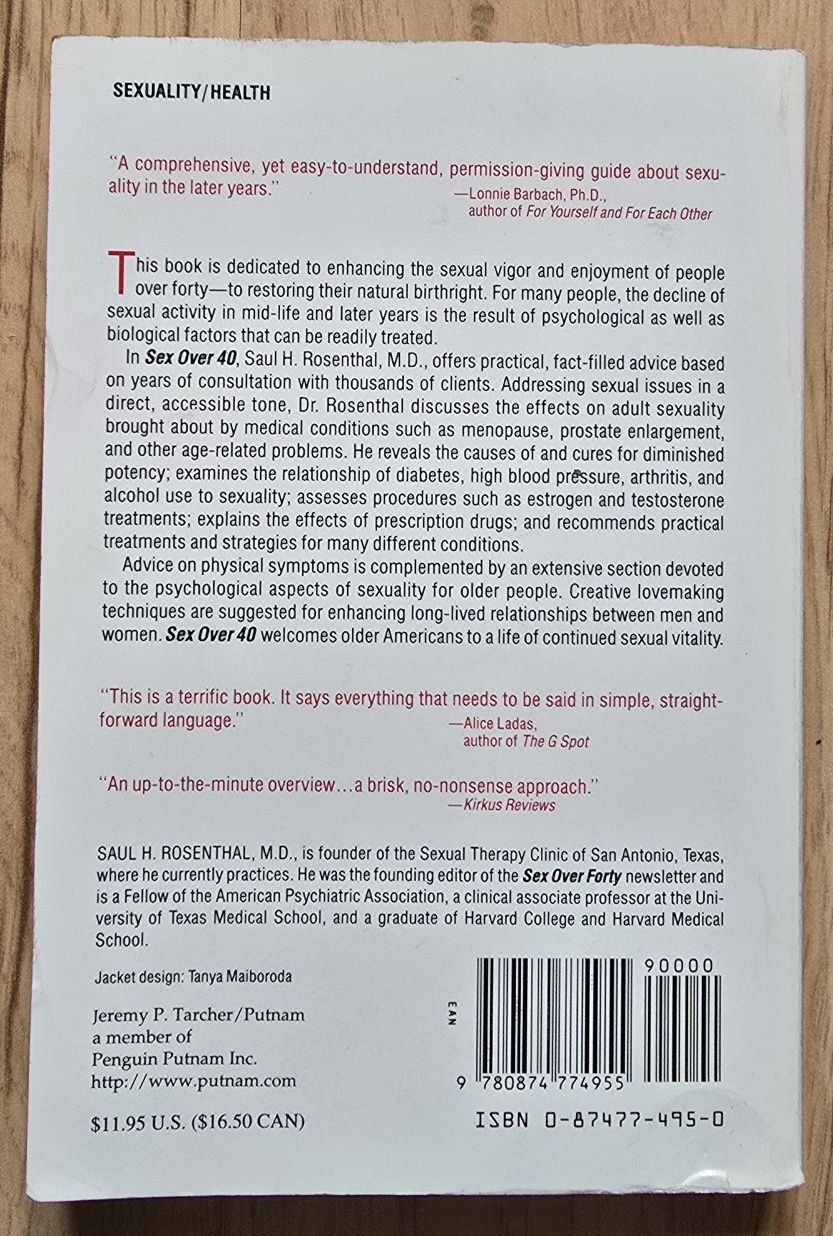 SEXUALITY/HEALTH
“A comprehensive, yet easy-to-understand, permission-giving guide about sexu-
ality in the later years.”
—Lonnie Barbach, Ph.D.,
author of For Yourself and For Each Other
This book is dedicated to enhancing the sexual vigor and enjoyment of people
over forty—to restoring their natural birthright. For many people, the decline of
sexual activity in mid-life and later years is the result of psychological as well as
biological factors that can be readily treated.
In Sex Over 40, Saul H. Rosenthal, M.D., offers practical, fact-filled advice based
on years of consultation with thousands of clients. Addressing sexual issues in a
direct, accessible tone, Dr. Rosenthal discusses the effects on adult sexuality
brought about by medical conditions such as menopause, prostate enlargement,
and other age-related problems. He reveals the causes of and cures for diminished
potency; examines the relationship of diabetes, high blood pressure, arthritis, and
alcohol use to sexuality; assesses procedures such as estrogen and testosterone
treatments; explains the effects of prescription drugs; and recommends practical
treatments and strategies for many different conditions.
Advice on physical symptoms is complemented by an extensive section devoted
to the psychological aspects of sexuality for older people. Creative lovemaking
techniques are suggested for enhancing long-lived relationships between men and
women. Sex Over 40 welcomes older Americans to a life of continued sexual vitality.
“This is a terrific book. It says everything that needs to be said in simple, straight-
forward language.”
—Alice Ladas,
author of The G Spot
“An up-to-the-minute overview...a brisk, no-nonsense approach.”
—Kirkus Reviews
SAUL H. ROSENTHAL, M.D., is founder of the Sexual Therapy Clinic of San Antonio, Texas,
where he currently practices. He was the founding editor of the Sex Over Forty newsletter and
is a Fellow of the American Psychiatric Association, a clinical associate professor at the Uni-
versity of Texas Medical School, and a graduate of Harvard College and Harvard Medical
School.
Jacket design: Tanya Maiboroda
Jeremy P. Tarcher/Putnam
a member of
Penguin Putnam Inc.
http://www.putnam.com
$11.95 U.S. ($16.50 CAN)
EAN
90000
9 780874 774955
ISBN 0-87477-495-0